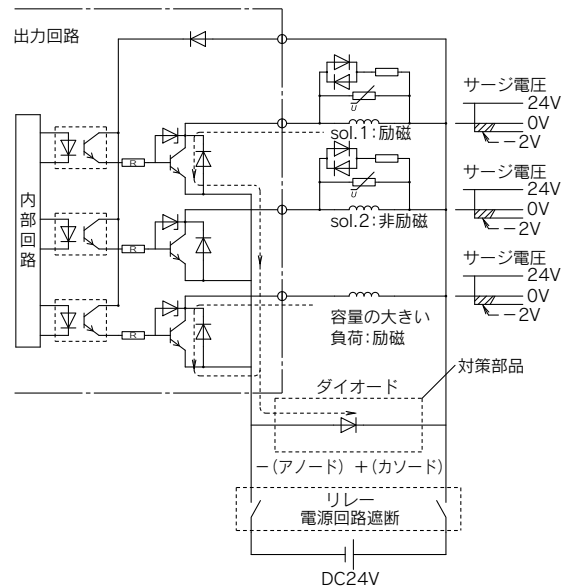 出力回路
サージ電圧
24V
0V
−2V
sol.1:励磁
U
R
内部回路
サージ電圧
24V
0V
−2V
sol.2:非励磁
U
R
サージ電圧
24V
0V
−2V
R
容量の大きい
負荷:励磁
対策部品
ダイオード
−(アノード) +(カソード)
リレー
電源回路遮断
DC24V